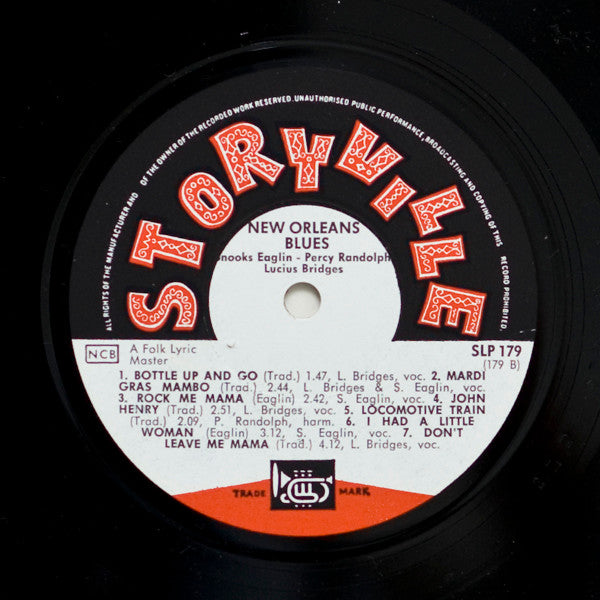 ALL RIGHTS OF THE MANUFACTURER AND OF THE OWNER OF THE RECORDED WORK RESERVED. UNAUTHORISED PUBLIC PERFORMANCE, BROADCASTING AND COPYING OF THIS RECORD PROHIBITED
STORYVILLE
NEW ORLEANS
BLUES
Snooks Eaglin - Percy Randolph
Lucius Bridges
NCB A Folk Lyric
Master
SLP 179
(179 B)
1. BOTTLE UP AND GO (Trad.) 1.47, L. Bridges, voc. 2. MARDI
GRAS MAMBO (Trad.) 2.44, L. Bridges & S. Eaglin, voc.
3. ROCK ME MAMA (Eaglin) 2.42, S. Eaglin, voc. 4. JOHN
HENRY (Trad.) 2.51, L. Bridges, voc. 5. LOCOMOTIVE TRAIN
(Trad.) 2.09, P. Randolph, harm. 6. I HAD A LITTLE
WOMAN (Eaglin) 3.12, S. Eaglin, voc. 7. DON'T
LEAVE ME MAMA (Trad.) 4.12, L. Bridges, voc.
TRADE MARK